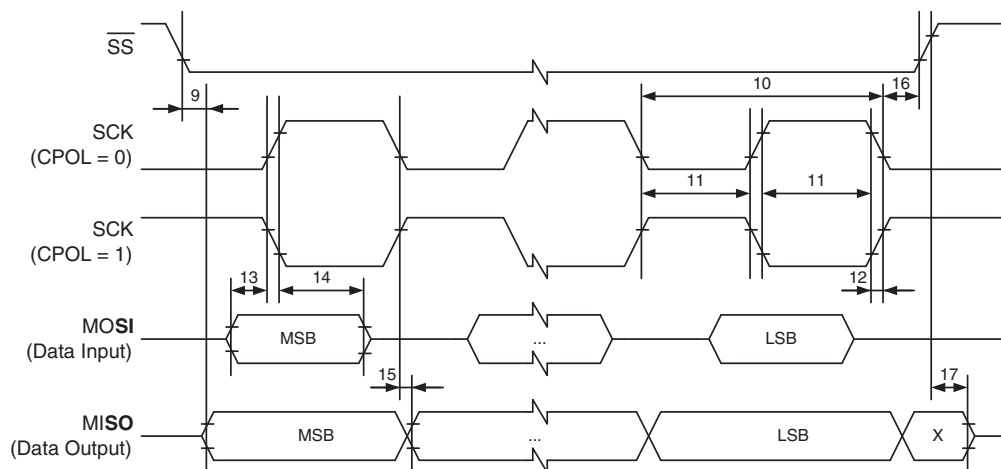 SS
9
10
16
SCK
(CPOL = 0)
11
11
SCK
(CPOL = 1)
13
14
12
MOSI
(Data Input)
MSB
...
LSB
15
17
MISO
(Data Output)
MSB
...
LSB
X